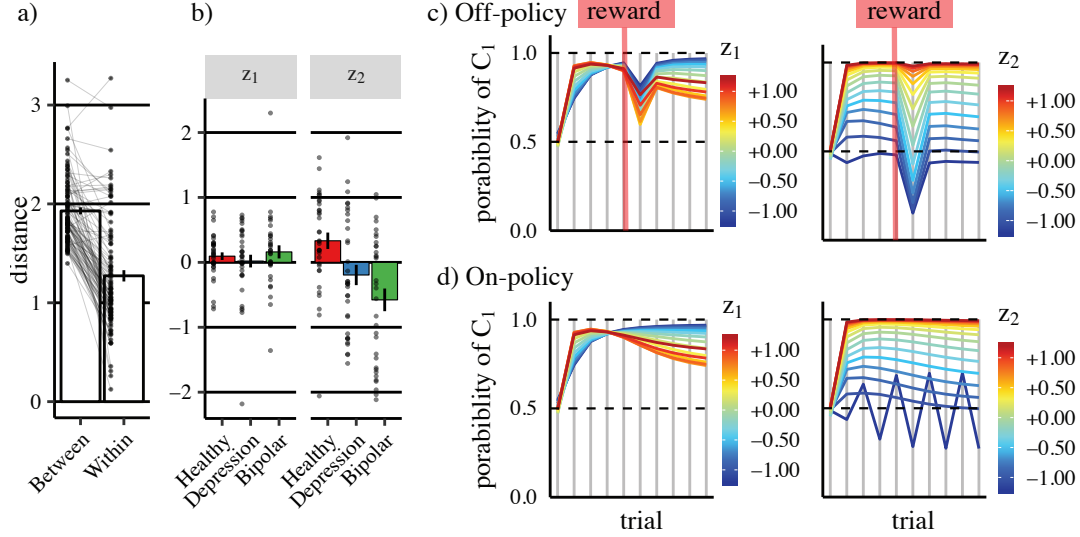 a)
b)
c) Off-policy
reward
reward
z1
z2
distance
3
2
1
0
Between
Within
2
1
0
−1
−2
Healthy
Depression
Bipolar
Healthy
Depression
Bipolar
porabiblity of C1
1.0
0.5
0.0
z1
+1.00
+0.50
+0.00
−0.50
−1.00
z2
+1.00
+0.50
+0.00
−0.50
−1.00
d) On-policy
porabiblity of C1
1.0
0.5
0.0
z1
+1.00
+0.50
+0.00
−0.50
−1.00
z2
+1.00
+0.50
+0.00
−0.50
−1.00
trial